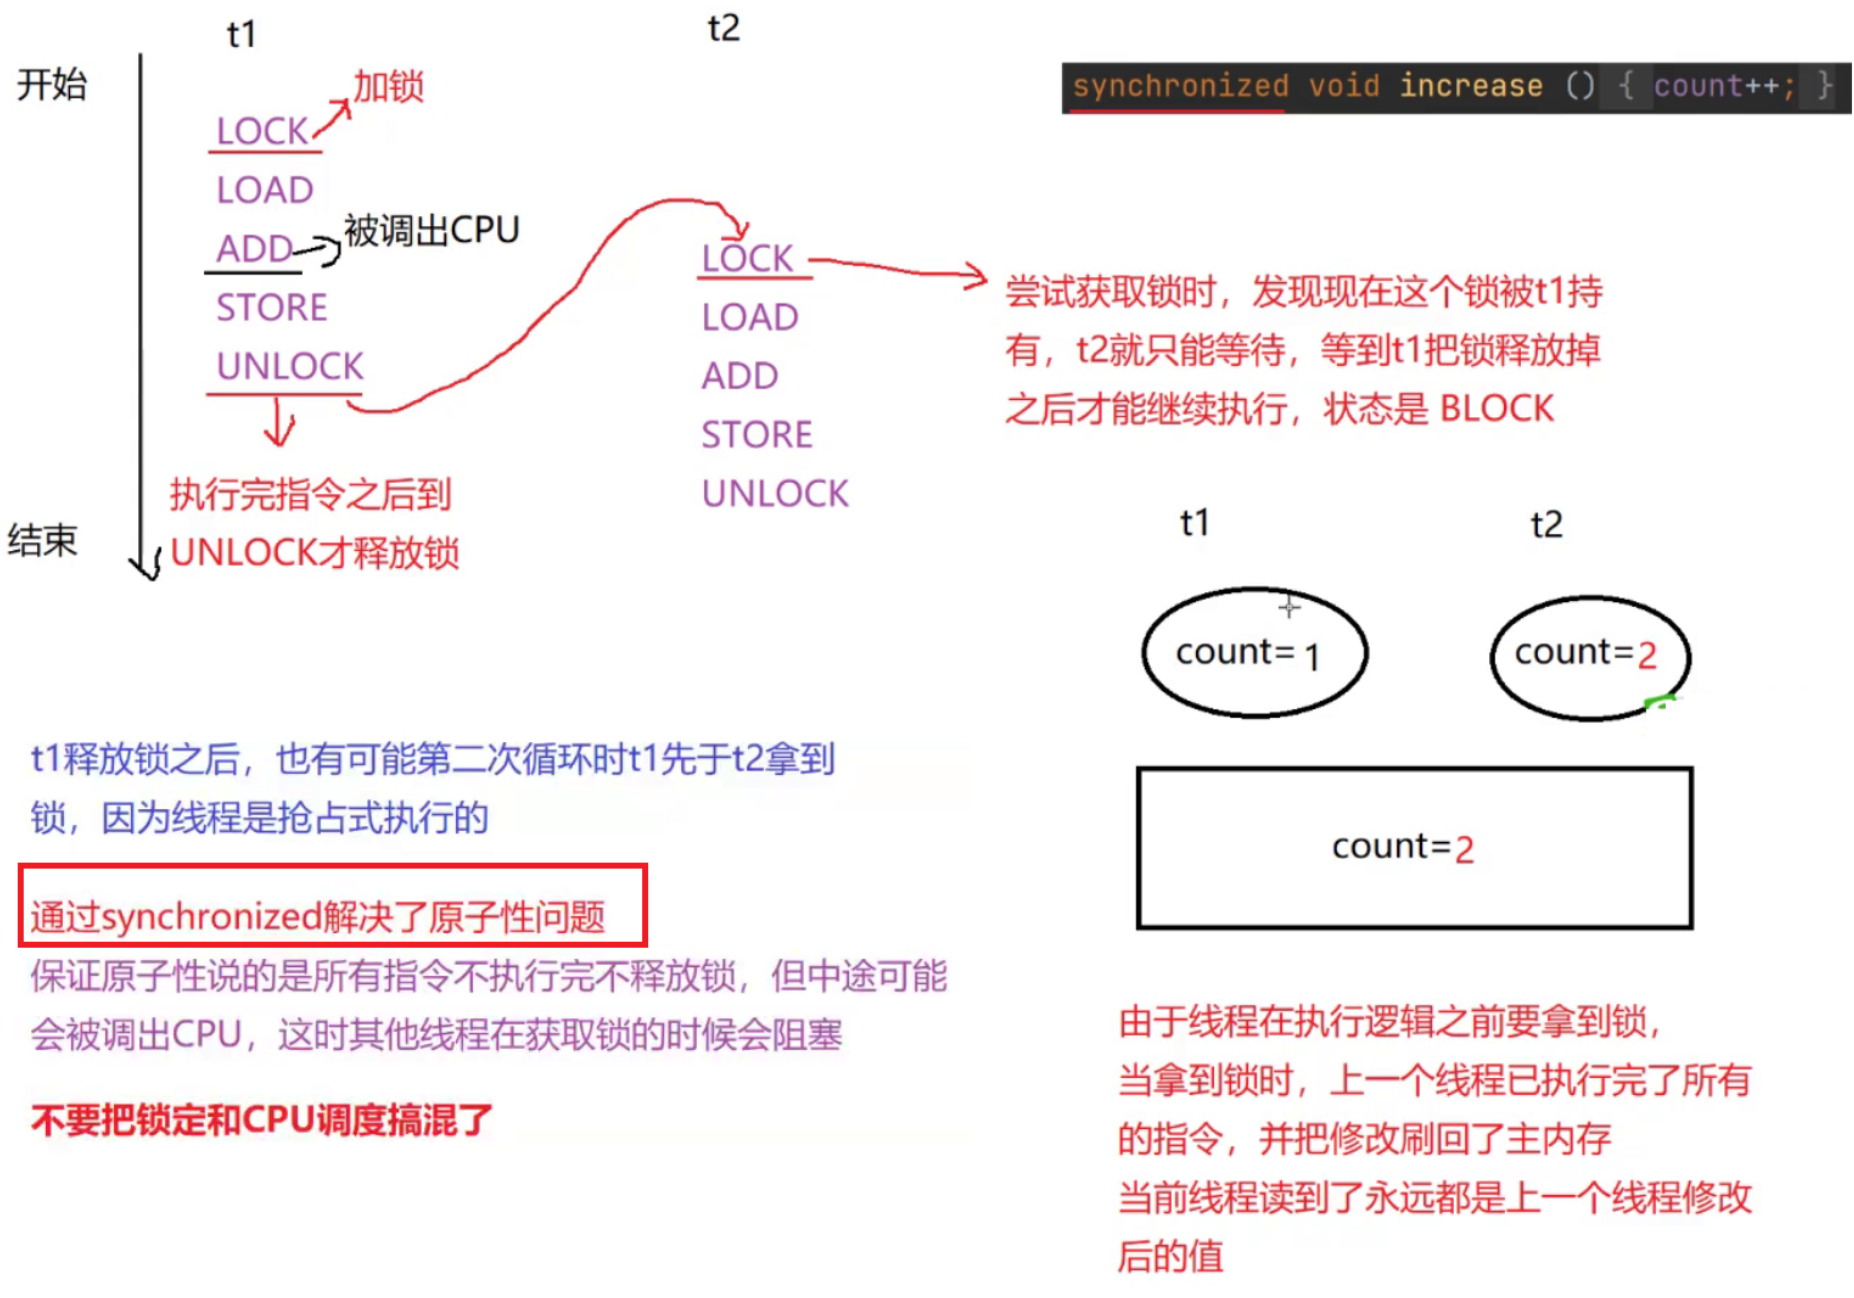 t1
t2
开始
加锁
synchronized void increase () { count++; }
LOCK
LOAD
ADD
被调出CPU
STORE
UNLOCK
LOCK
LOAD
ADD
STORE
UNLOCK
尝试获取锁时，发现现在这个锁被t1持
有，t2就只能等待，等到t1把锁释放掉
之后才能继续执行，状态是 BLOCK
执行完指令之后到
UNLOCK才释放锁
结束
t1
t2
count= 1
count=2
count=2
t1释放锁之后，也有可能第二次循环时t1先于t2拿到
锁，因为线程是抢占式执行的
通过synchronized解决了原子性问题
保证原子性说的是所有指令不执行完不释放锁，但中途可能
会被调出CPU，这时其他线程在获取锁的时候会阻塞
不要把锁定和CPU调度搞混了
由于线程在执行逻辑之前要拿到锁，
当拿到锁时，上一个线程已执行完了所有
的指令，并把修改刷回了主内存
当前线程读到了永远都是上一个线程修改
后的值